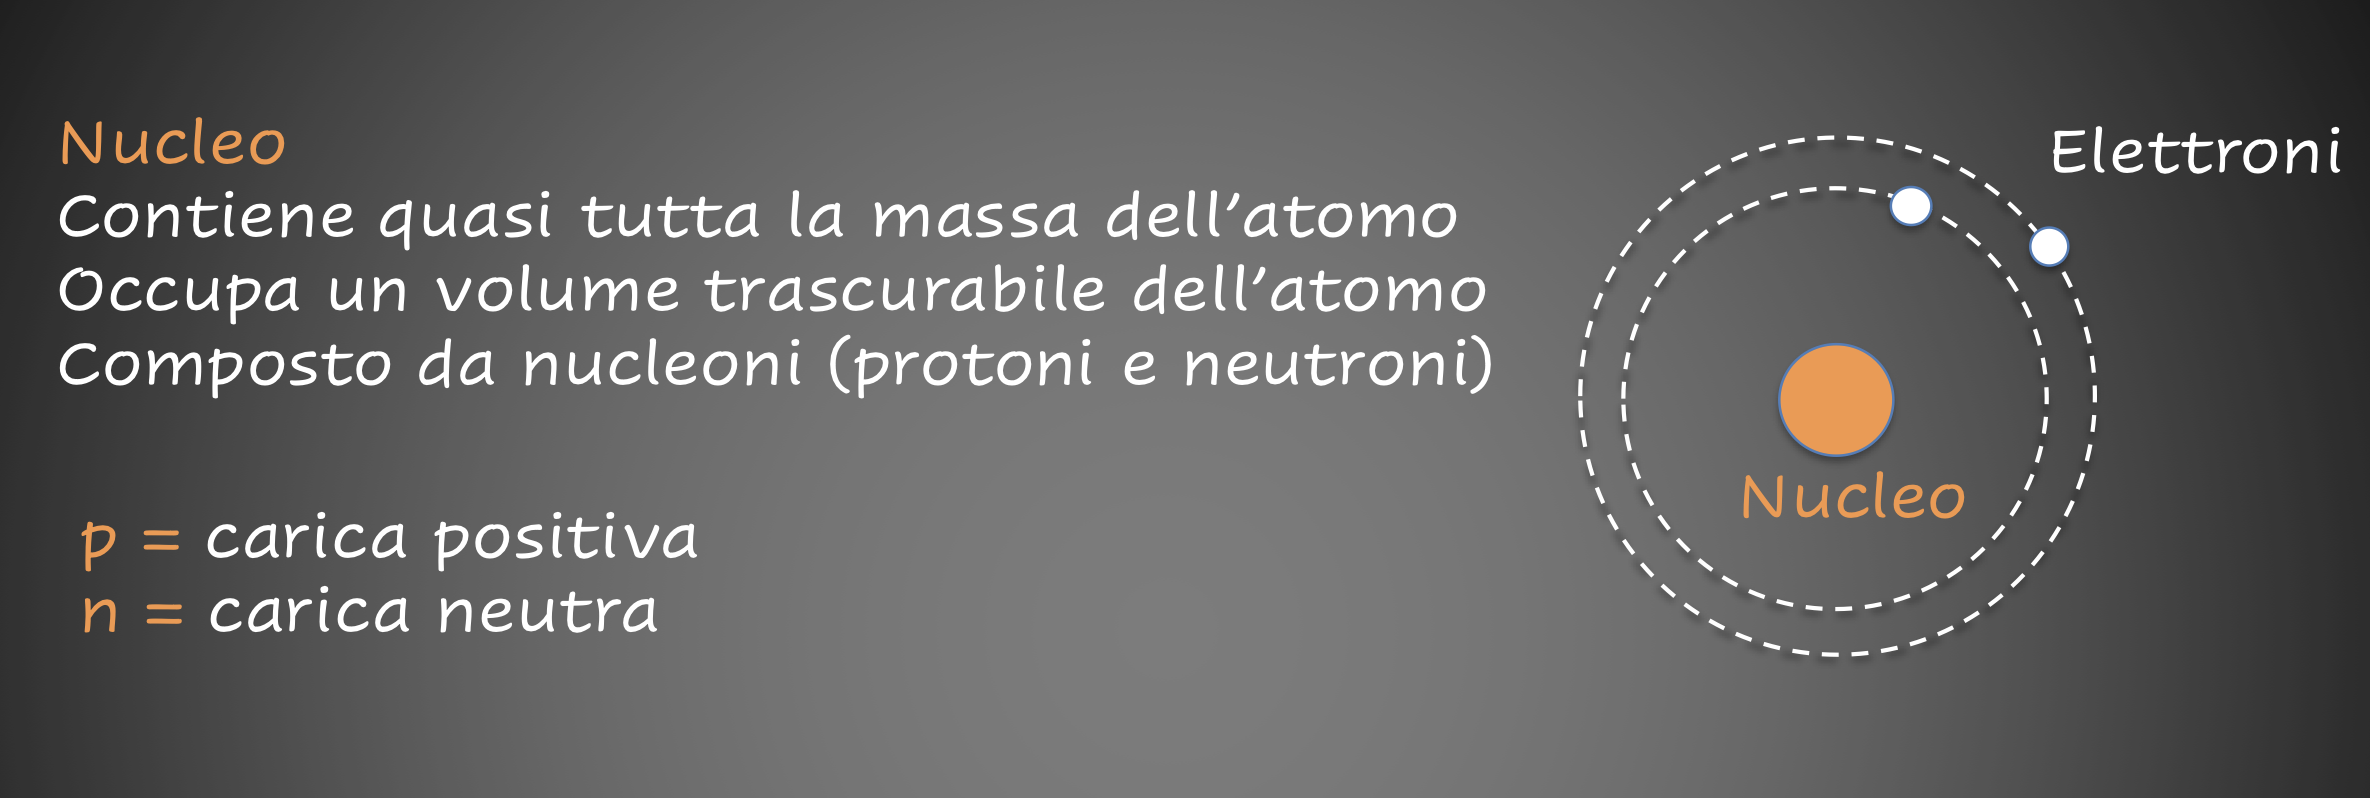 Nucleo
Contiene quasi tutta la massa dell’atomo
Occupa un volume trascurabile dell’atomo
Composto da nucleoni (protoni e neutroni)
p = carica positiva
n = carica neutra
Elettroni
Nucleo